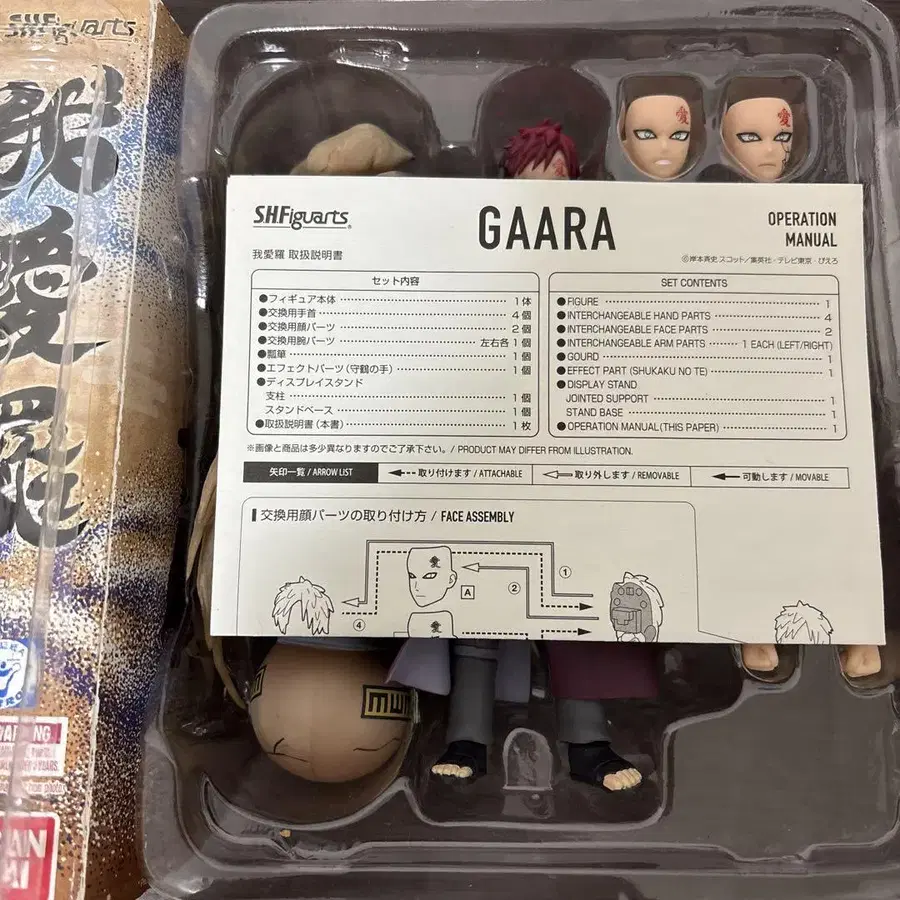 S.H.Figuarts
我愛羅
WARNING
S.H.Figuarts
GAARA
OPERATION
MANUAL
我愛羅 取扱説明書
©岸本斉史 スコット／集英社・テレビ東京・ぴえろ
セット内容
●フィギュア本体 1体
●交換用手首 4個
●交換用顔パーツ 2個
●交換用腕パーツ 左右各1個
●瓢箪 1個
●エフェクトパーツ（守鶴の手） 1個
●ディスプレイスタンド
支柱 1個
スタンドベース 1個
●取扱説明書（本書） 1枚
SET CONTENTS
●FIGURE 1
●INTERCHANGEABLE HAND PARTS 4
●INTERCHANGEABLE FACE PARTS 2
●INTERCHANGEABLE ARM PARTS 1 EACH (LEFT/RIGHT)
●GOURD 1
●EFFECT PART (SHUKAKU NO TE) 1
●DISPLAY STAND
JOINTED SUPPORT 1
STAND BASE 1
●OPERATION MANUAL(THIS PAPER) 1
※画像と商品は多少異なりますのでご了承下さい。/ PRODUCT MAY DIFFER FROM ILLUSTRATION.
矢印一覧 / ARROW LIST
取り付けます / ATTACHABLE
取り外します / REMOVABLE
可動します / MOVABLE
交換用顔パーツの取り付け方 / FACE ASSEMBLY
愛
A
①
②
④
愛
愛
愛